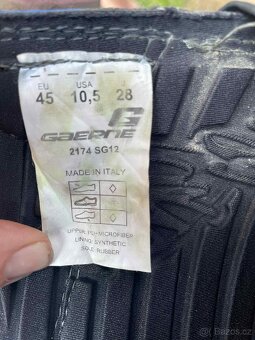 EU USA J
45 10,5 28
G
GAERNE
2174 SG12
MADE IN ITALY
UPPER: PU-MICROFIBER
LINING: SYNTHETIC
SOLE: RUBBER
Bazoš.cz